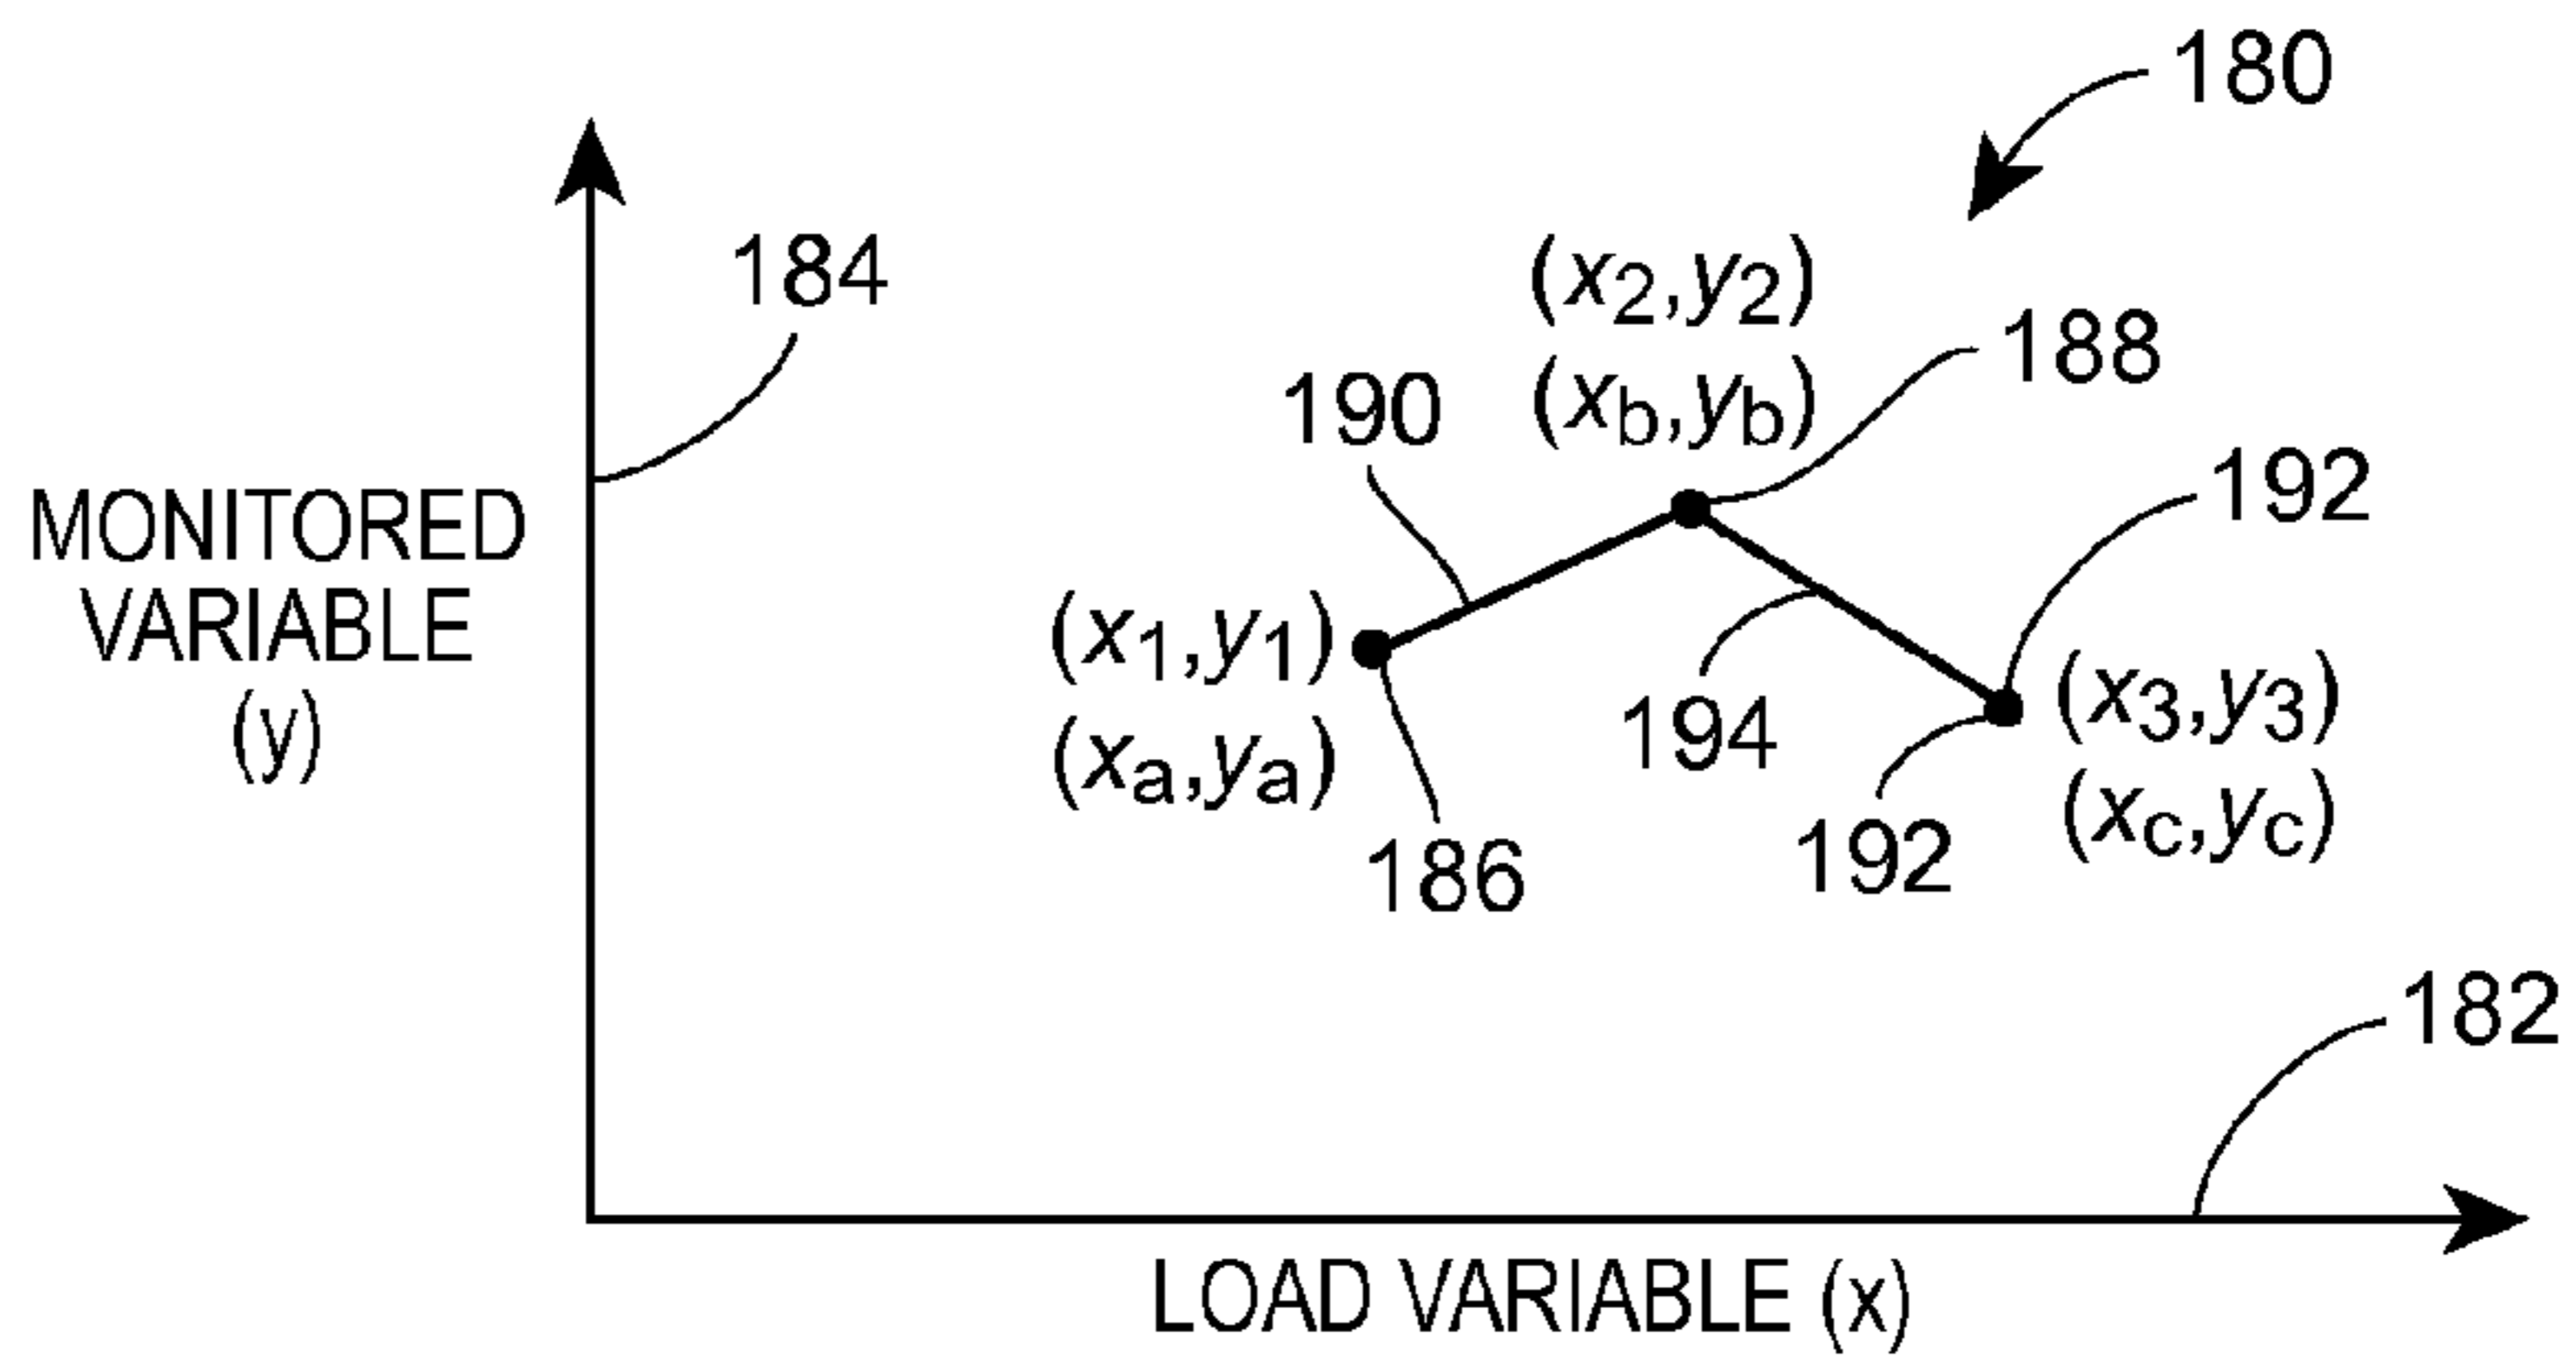 180
184
(x2,y2)
188
190
(xb,yb)
192
MONITORED
VARIABLE
(y)
(x1,y1)
(xa,ya)
194
(x3,y3)
(xc,yc)
186
192
182
LOAD VARIABLE (x)